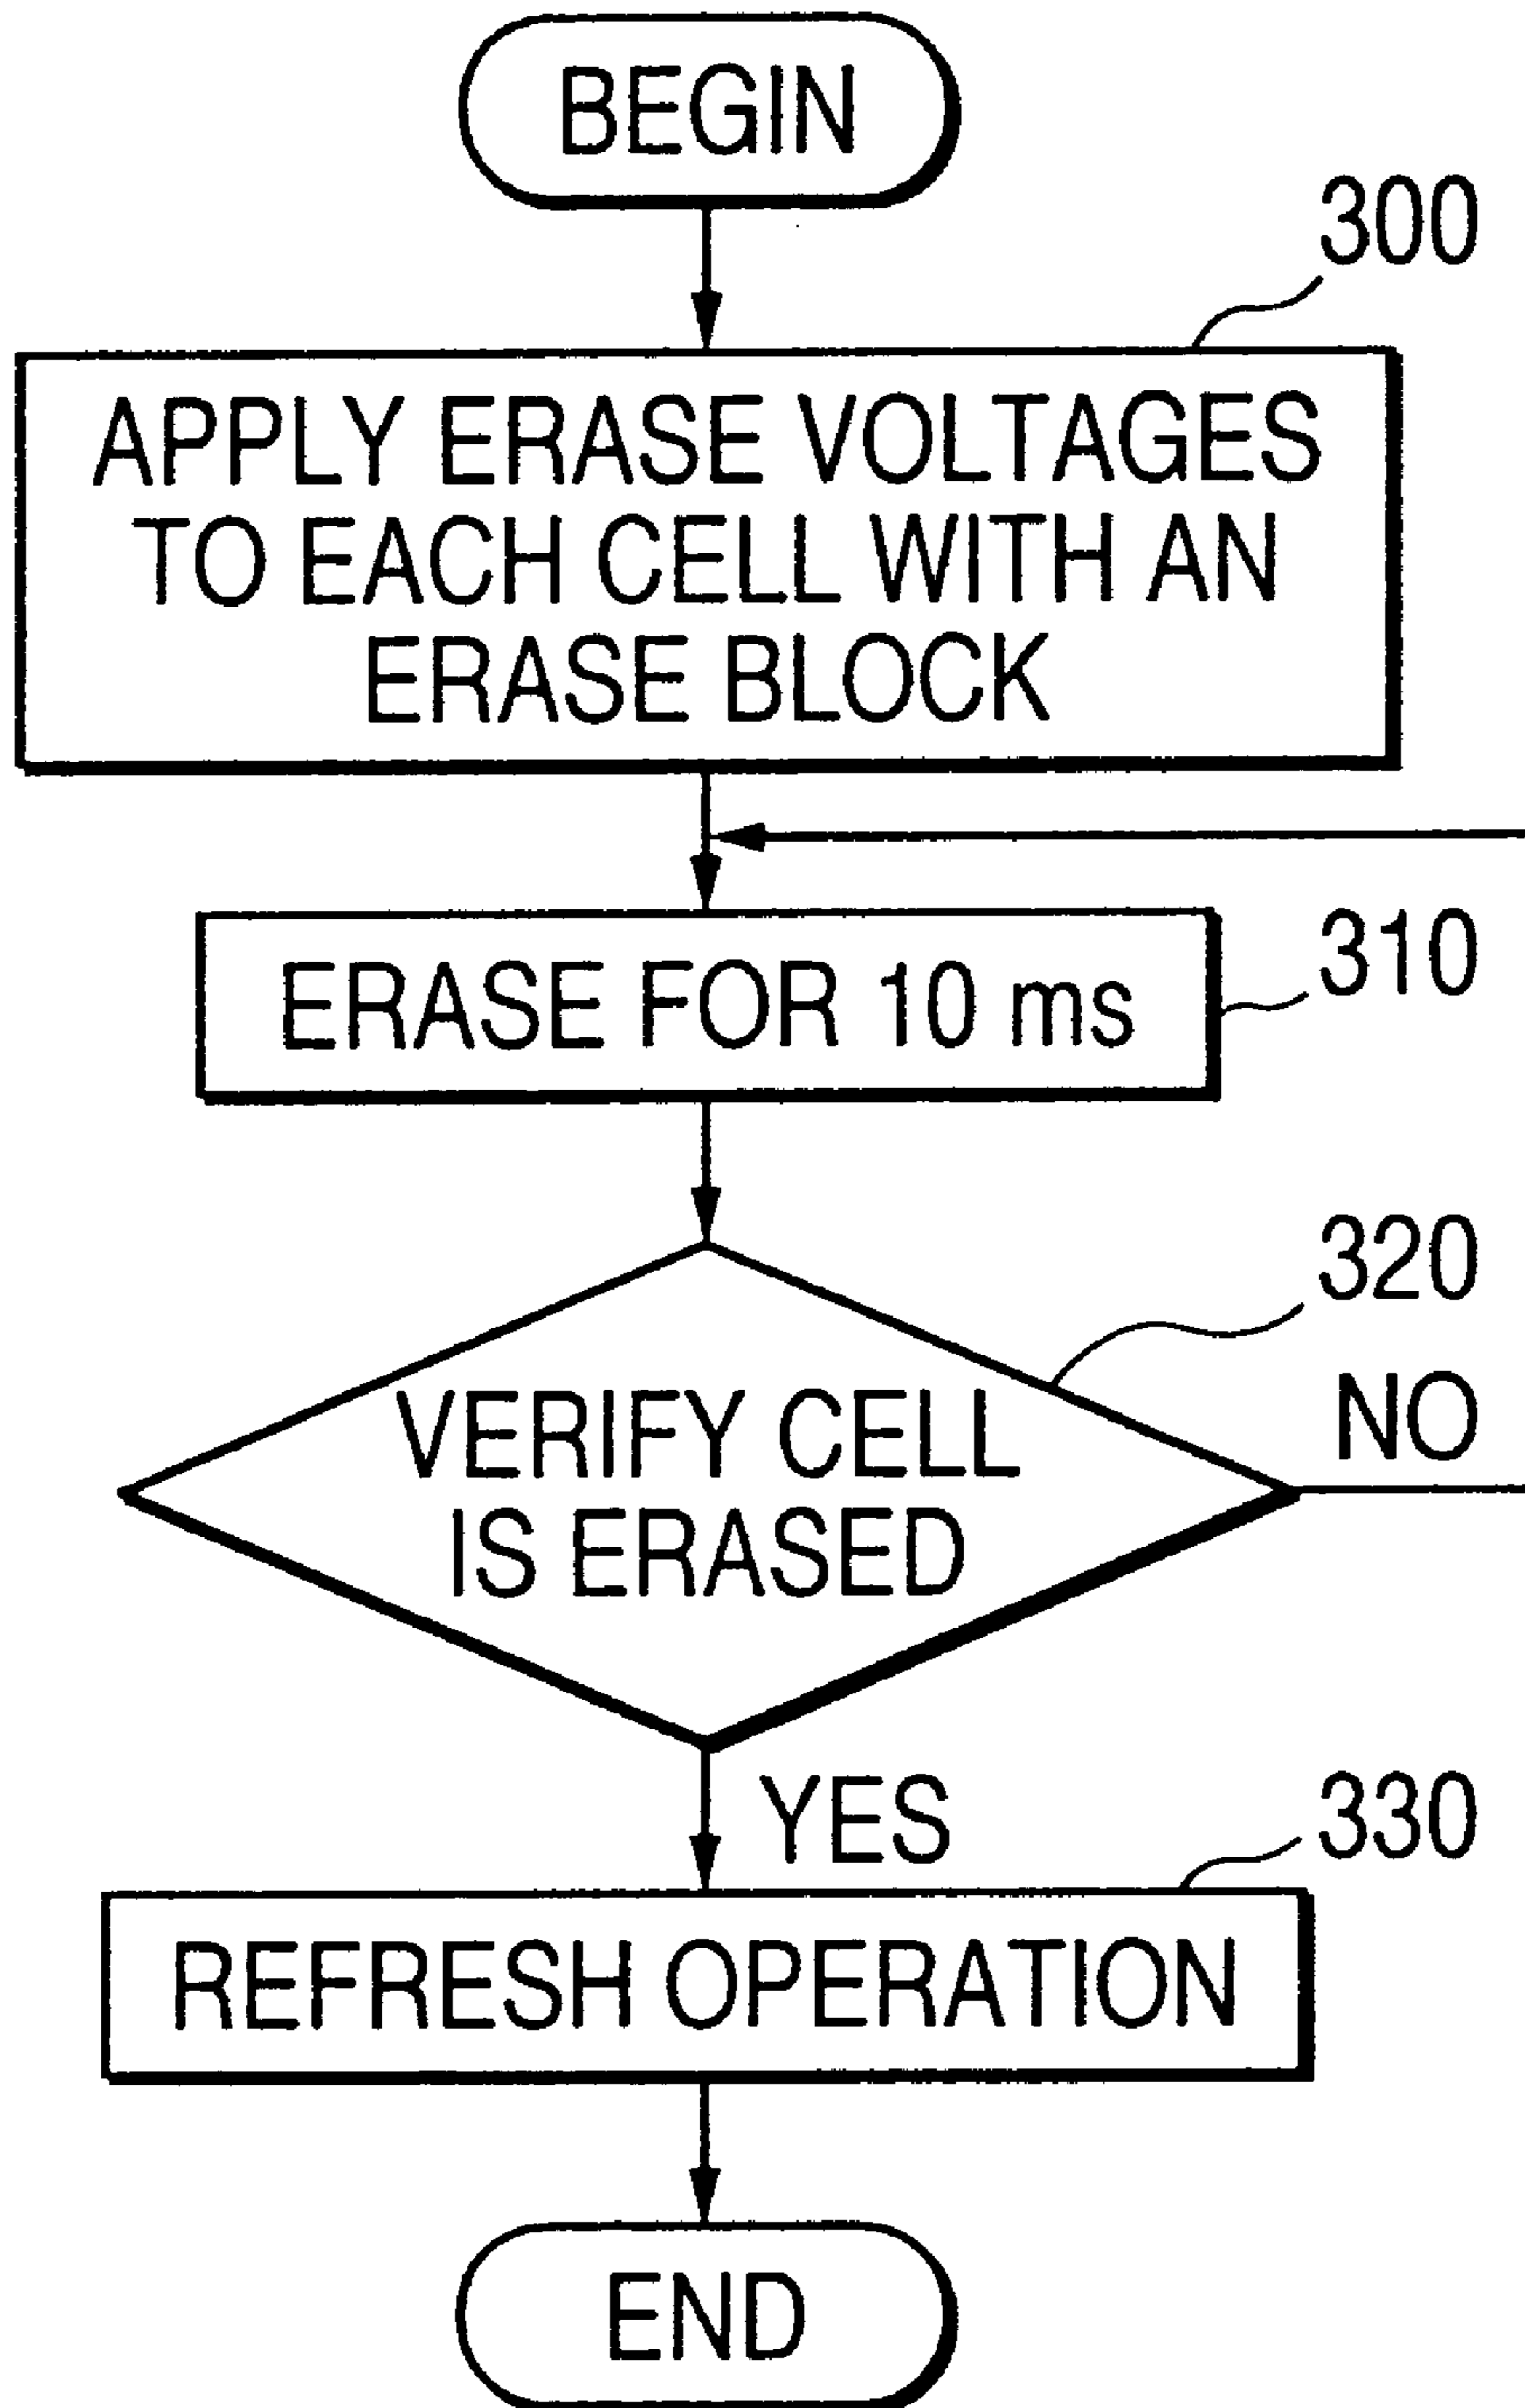 BEGIN
300
APPLY ERASE VOLTAGES
TO EACH CELL WITH AN
ERASE BLOCK
310
ERASE FOR 10 ms
320
VERIFY CELL
IS ERASED
NO
YES
330
REFRESH OPERATION
END